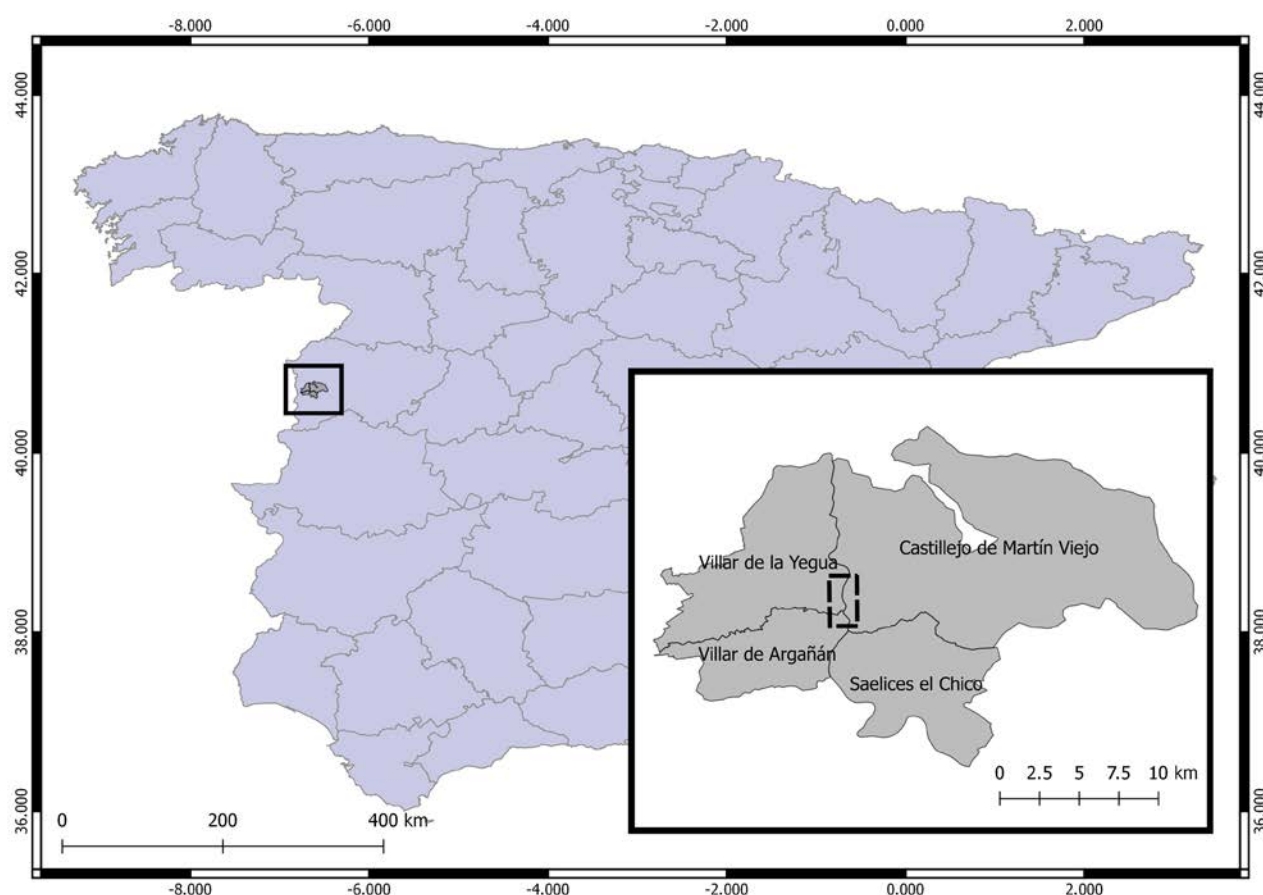 -8.000 -6.000 -4.000 -2.000 0.000 2.000
44.000 44.000
42.000 42.000
40.000 40.000
Castillejo de Martín Viejo
Villar de la Yegua
38.000 38.000
Villar de Argañán
Saelices el Chico
0 2.5 5 7.5 10 km
36.000 36.000
0 200 400 km
-8.000 -6.000 -4.000 -2.000 0.000 2.000